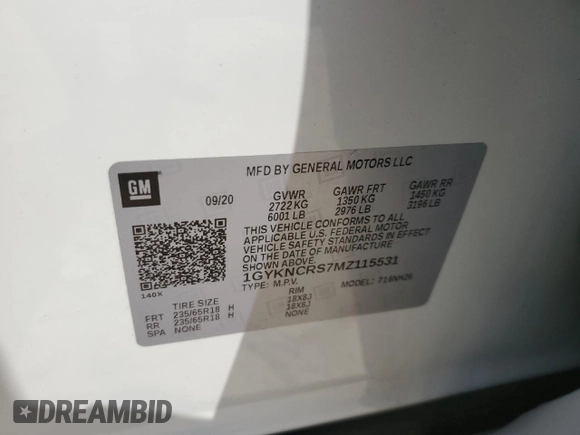 MFD BY GENERAL MOTORS LLC
GM
09/20
GVWR
2722 KG
6001 LB
GAWR FRT
1350 KG
2976 LB
GAWR RR
1450 KG
3196 LB
THIS VEHICLE CONFORMS TO ALL
APPLICABLE U.S. FEDERAL MOTOR
VEHICLE SAFETY STANDARDS IN EFFECT
ON THE DATE OF MANUFACTURE
SHOWN ABOVE.
1GYKNCRS7MZ115531
TYPE: M.P.V.
MODEL:
140X
TIRE SIZE
RIM
FRT 235/65R18 H 18X8J
RR 235/65R18 H 18X8J
SPA NONE NONE
DREAMBID